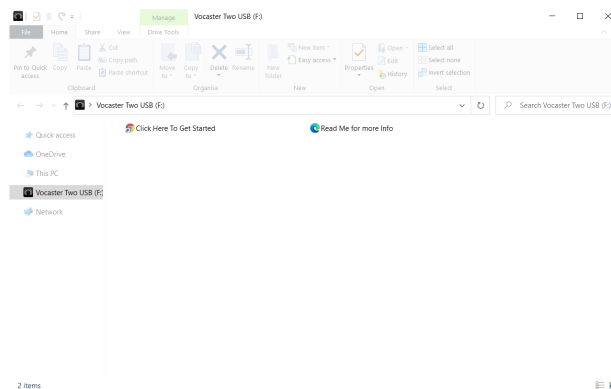 Manage
Vocaster Two USB (F:)
File
Home
Share
View
Drive Tools
Pin to Quick access
Copy
Paste
Cut
Copy path
Paste shortcut
Move to
Copy to
Delete
Rename
New folder
New item
Easy access
Properties
Open
Edit
History
Select all
Select none
Invert selection
Clipboard
Organise
New
Open
Select
Vocaster Two USB (F:)
Search Vocaster Two USB (F:)
Quick access
OneDrive
This PC
Vocaster Two USB (F:)
Network
Click Here To Get Started
Read Me for more Info
2 items